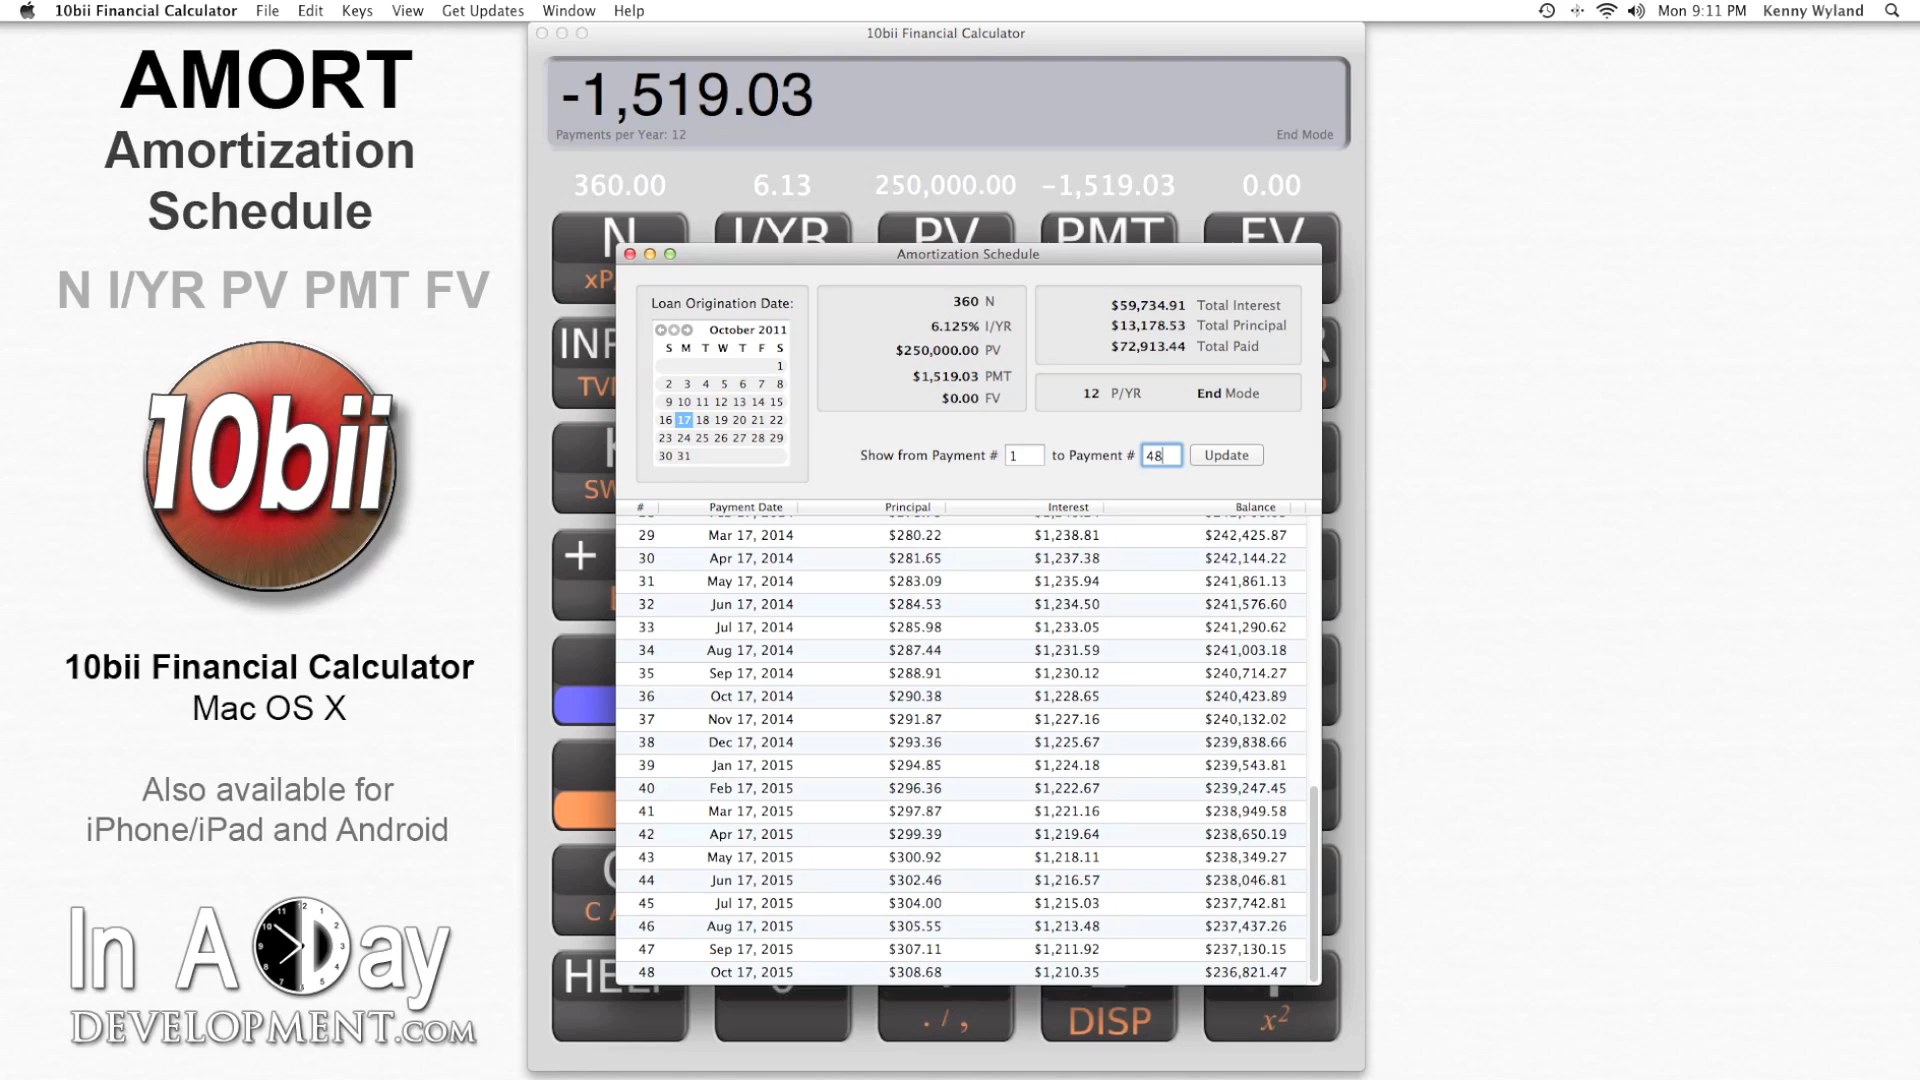 10bii Financial Calculator File Edit Keys View Get Updates Window Help Mon 9:11 PM Kenny Wyland
AMORT
Amortization
Schedule
N I/YR PV PMT FV
10bii
10bii Financial Calculator
Mac OS X
Also available for
iPhone/iPad and Android
In A Day
DEVELOPMENT.COM
10bii Financial Calculator
-1,519.03
Payments per Year: 12 End Mode
360.00 6.13 250,000.00 -1,519.03 0.00
N I/YR PV PMT FV
Amortization Schedule
Loan Origination Date:
October 2011
S M T W T F S
1
2 3 4 5 6 7 8
9 10 11 12 13 14 15
16 17 18 19 20 21 22
23 24 25 26 27 28 29
30 31
360 N
6.125% I/YR
$250,000.00 PV
$1,519.03 PMT
$0.00 FV
$59,734.91 Total Interest
$13,178.53 Total Principal
$72,913.44 Total Paid
12 P/YR End Mode
Show from Payment # 1 to Payment # 48 Update
# Payment Date Principal Interest Balance
29 Mar 17, 2014 $280.22 $1,238.81 $242,425.87
30 Apr 17, 2014 $281.65 $1,237.38 $242,144.22
31 May 17, 2014 $283.09 $1,235.94 $241,861.13
32 Jun 17, 2014 $284.53 $1,234.50 $241,576.60
33 Jul 17, 2014 $285.98 $1,233.05 $241,290.62
34 Aug 17, 2014 $287.44 $1,231.59 $241,003.18
35 Sep 17, 2014 $288.91 $1,230.12 $240,714.27
36 Oct 17, 2014 $290.38 $1,228.65 $240,423.89
37 Nov 17, 2014 $291.87 $1,227.16 $240,132.02
38 Dec 17, 2014 $293.36 $1,225.67 $239,838.66
39 Jan 17, 2015 $294.85 $1,224.18 $239,543.81
40 Feb 17, 2015 $296.36 $1,222.67 $239,247.45
41 Mar 17, 2015 $297.87 $1,221.16 $238,949.58
42 Apr 17, 2015 $299.39 $1,219.64 $238,650.19
43 May 17, 2015 $300.92 $1,218.11 $238,349.27
44 Jun 17, 2015 $302.46 $1,216.57 $238,046.81
45 Jul 17, 2015 $304.00 $1,215.03 $237,742.81
46 Aug 17, 2015 $305.55 $1,213.48 $237,437.26
47 Sep 17, 2015 $307.11 $1,211.92 $237,130.15
48 Oct 17, 2015 $308.68 $1,210.35 $236,821.47
HELP
./, DISP x²